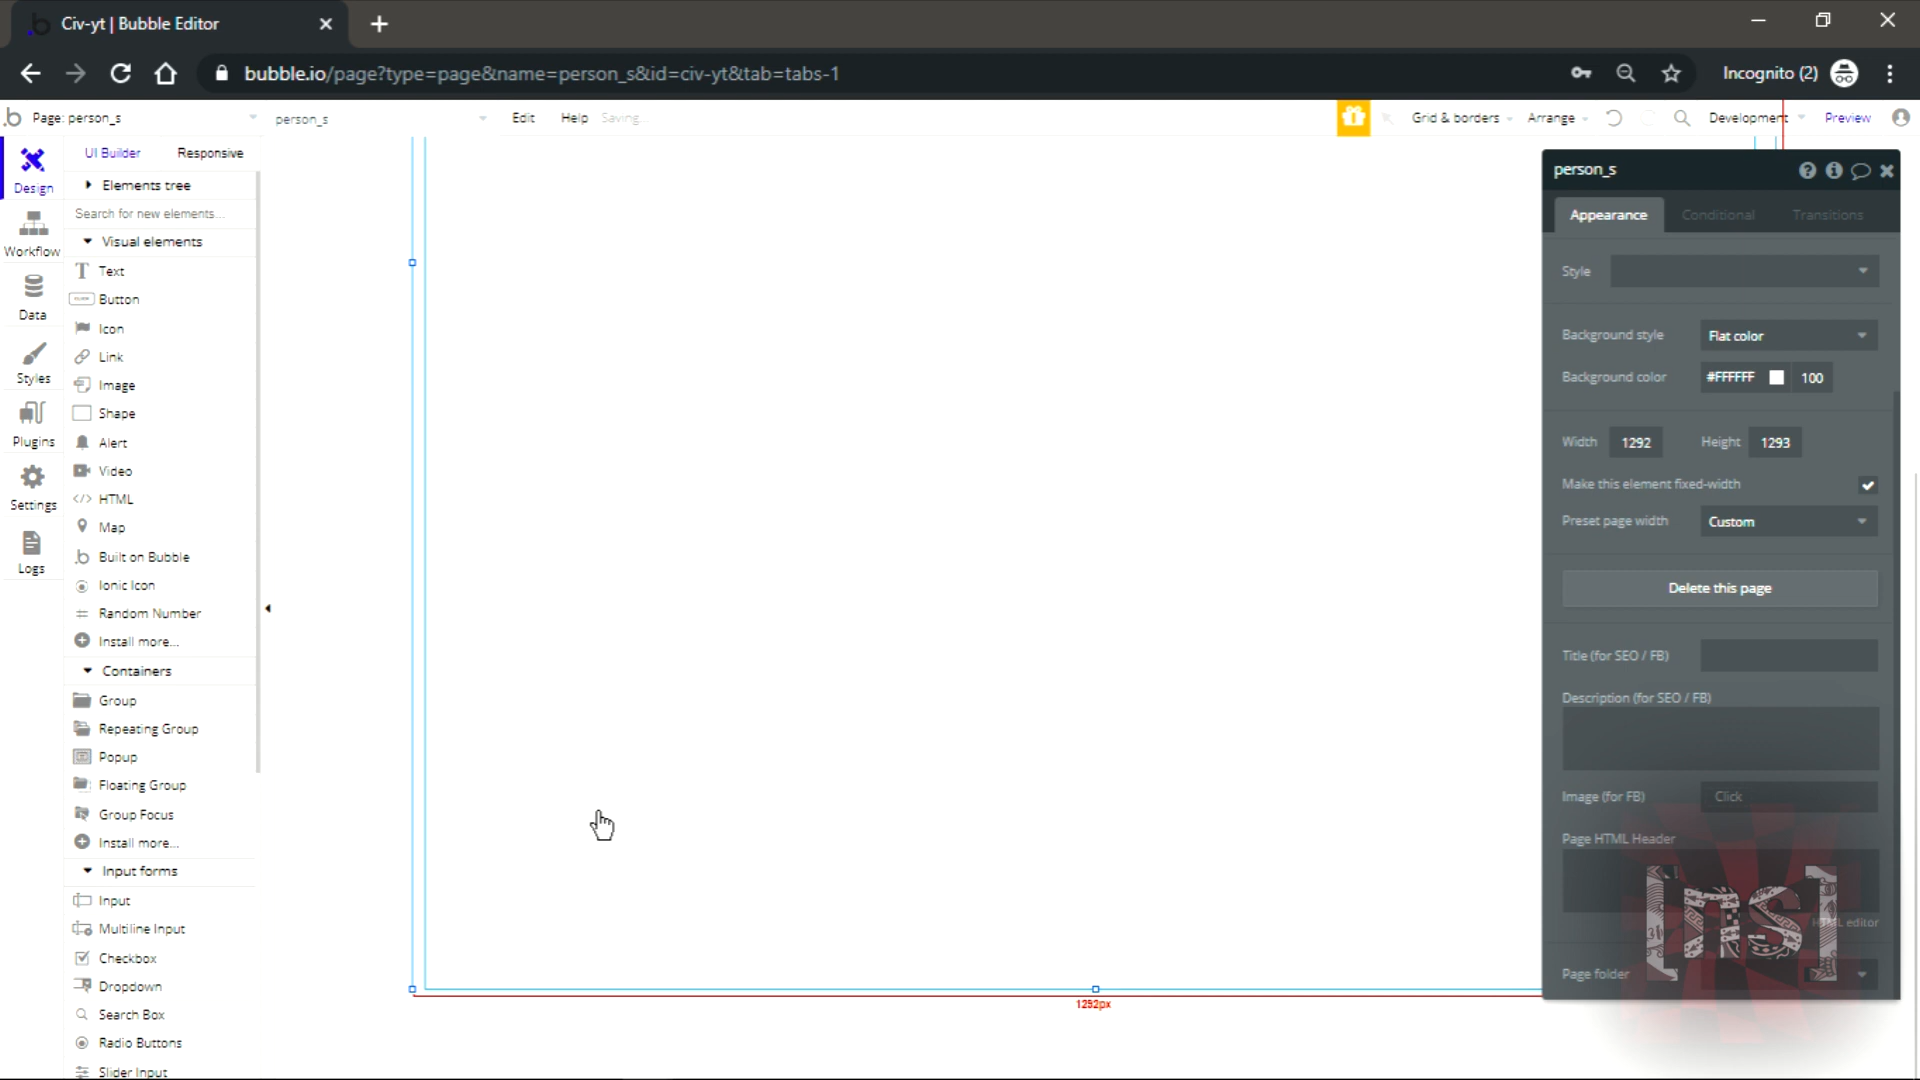 Civ-yt | Bubble Editor
bubble.io/page?type=page&name=person_s&id=civ-yt&tab=tabs-1
Incognito (2)
Page: person_s
person_s
Edit
Help
Saving...
Grid & borders
Arrange
Development
Preview
UI Builder
Responsive
Design
Workflow
Data
Styles
Plugins
Settings
Logs
Elements tree
Search for new elements...
Visual elements
Text
Button
Icon
Link
Image
Shape
Alert
Video
HTML
Map
Built on Bubble
Ionic Icon
Random Number
Install more...
Containers
Group
Repeating Group
Popup
Floating Group
Group Focus
Install more...
Input forms
Input
Multiline Input
Checkbox
Dropdown
Search Box
Radio Buttons
Slider Input
1292px
person_s
Appearance
Conditional
Transitions
Style
Background style
Flat color
Background color
#FFFFFF
100
Width
1292
Height
1293
Make this element fixed-width
Preset page width
Custom
Delete this page
Title (for SEO / FB)
Description (for SEO / FB)
Image (for FB)
Click
Page HTML Header
HTML editor
Page folder
[ns]